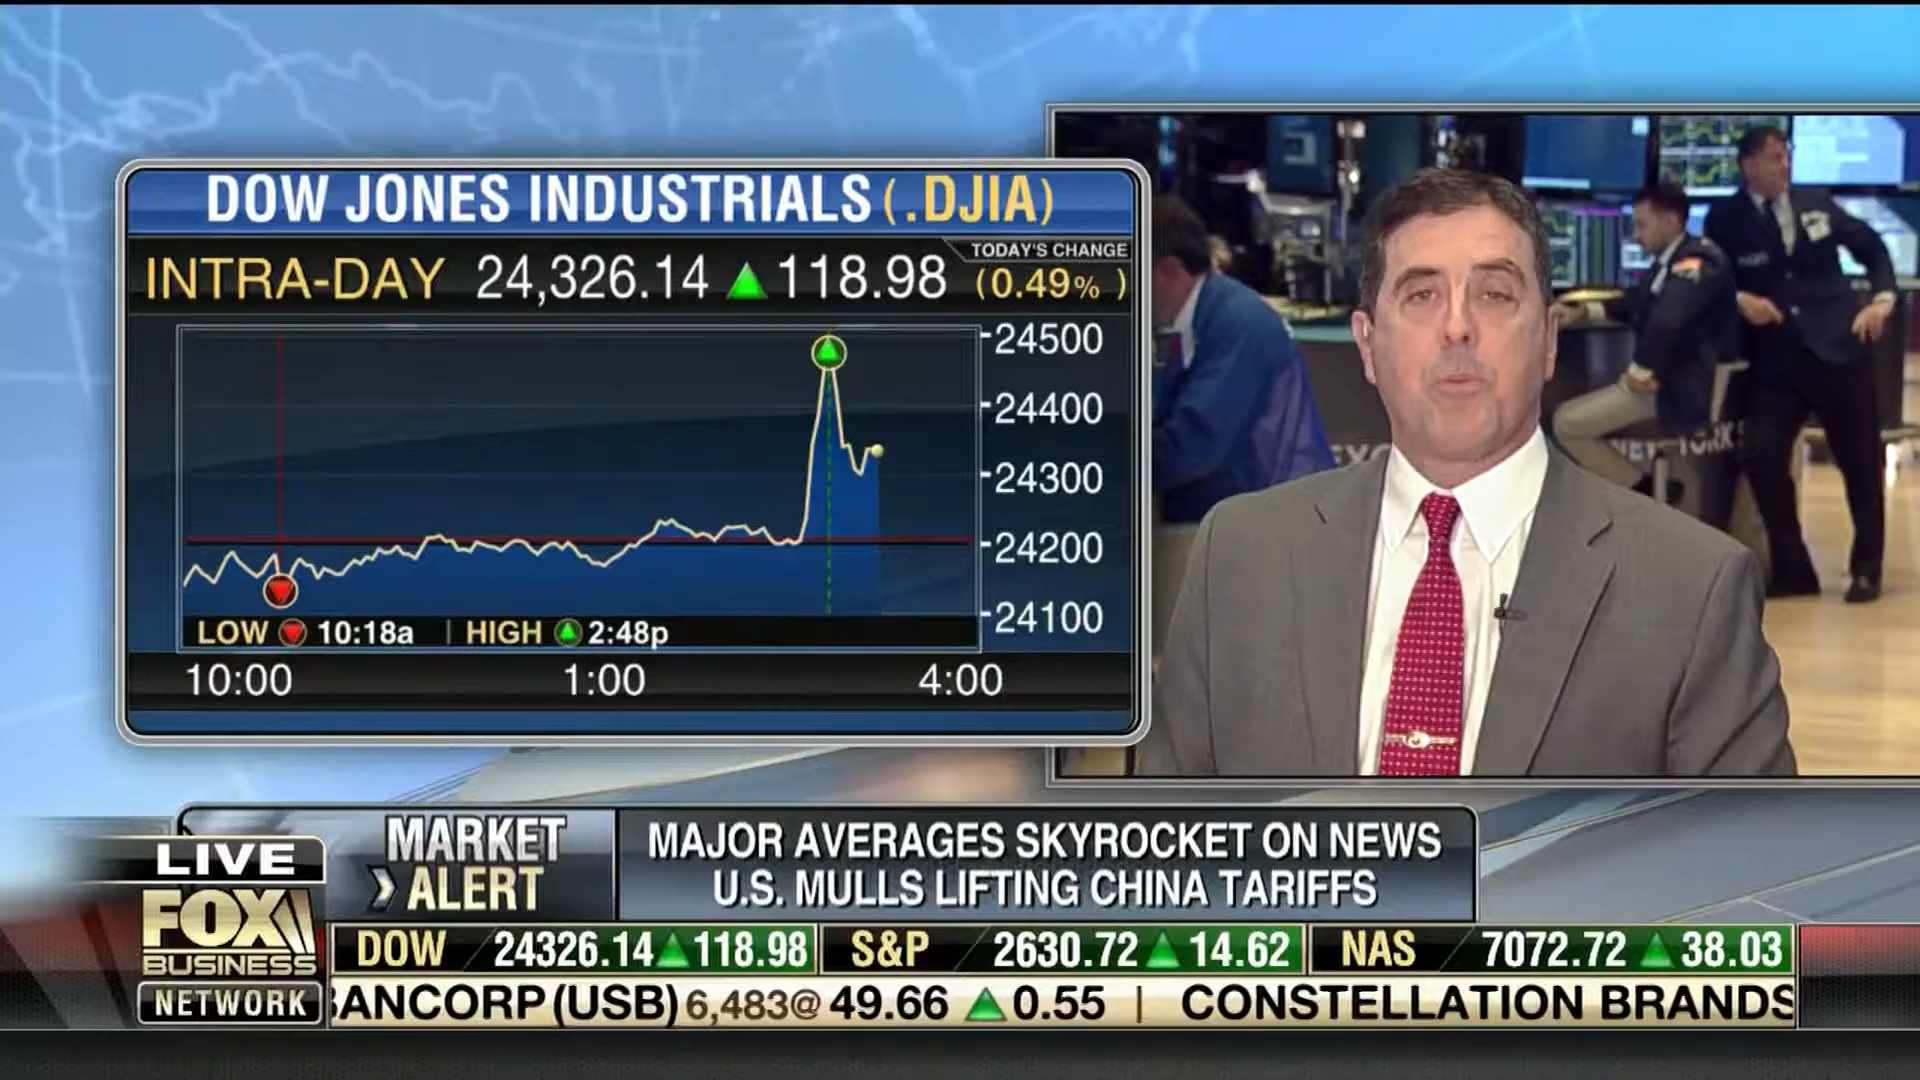 DOW JONES INDUSTRIALS (.DJIA)
TODAY'S CHANGE
INTRA-DAY 24,326.14 ▲ 118.98 (0.49% )
24500
24400
24300
24200
24100
LOW ▼ 10:18a | HIGH ▲ 2:48p
10:00 1:00 4:00
NEW YORK
MARKET ALERT
MAJOR AVERAGES SKYROCKET ON NEWS
U.S. MULLS LIFTING CHINA TARIFFS
LIVE
FOX
BUSINESS
NETWORK
DOW 24326.14 ▲ 118.98 S&P 2630.72 ▲ 14.62 NAS 7072.72 ▲ 38.03
BANCORP (USB) 6,483@ 49.66 ▲ 0.55 | CONSTELLATION BRANDS